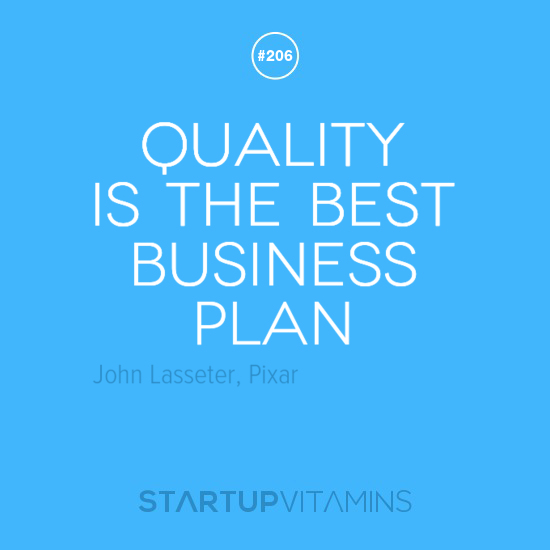 #206
QUALITY
IS THE BEST
BUSINESS
PLAN
John Lasseter, Pixar
STARTUPVITAMINS